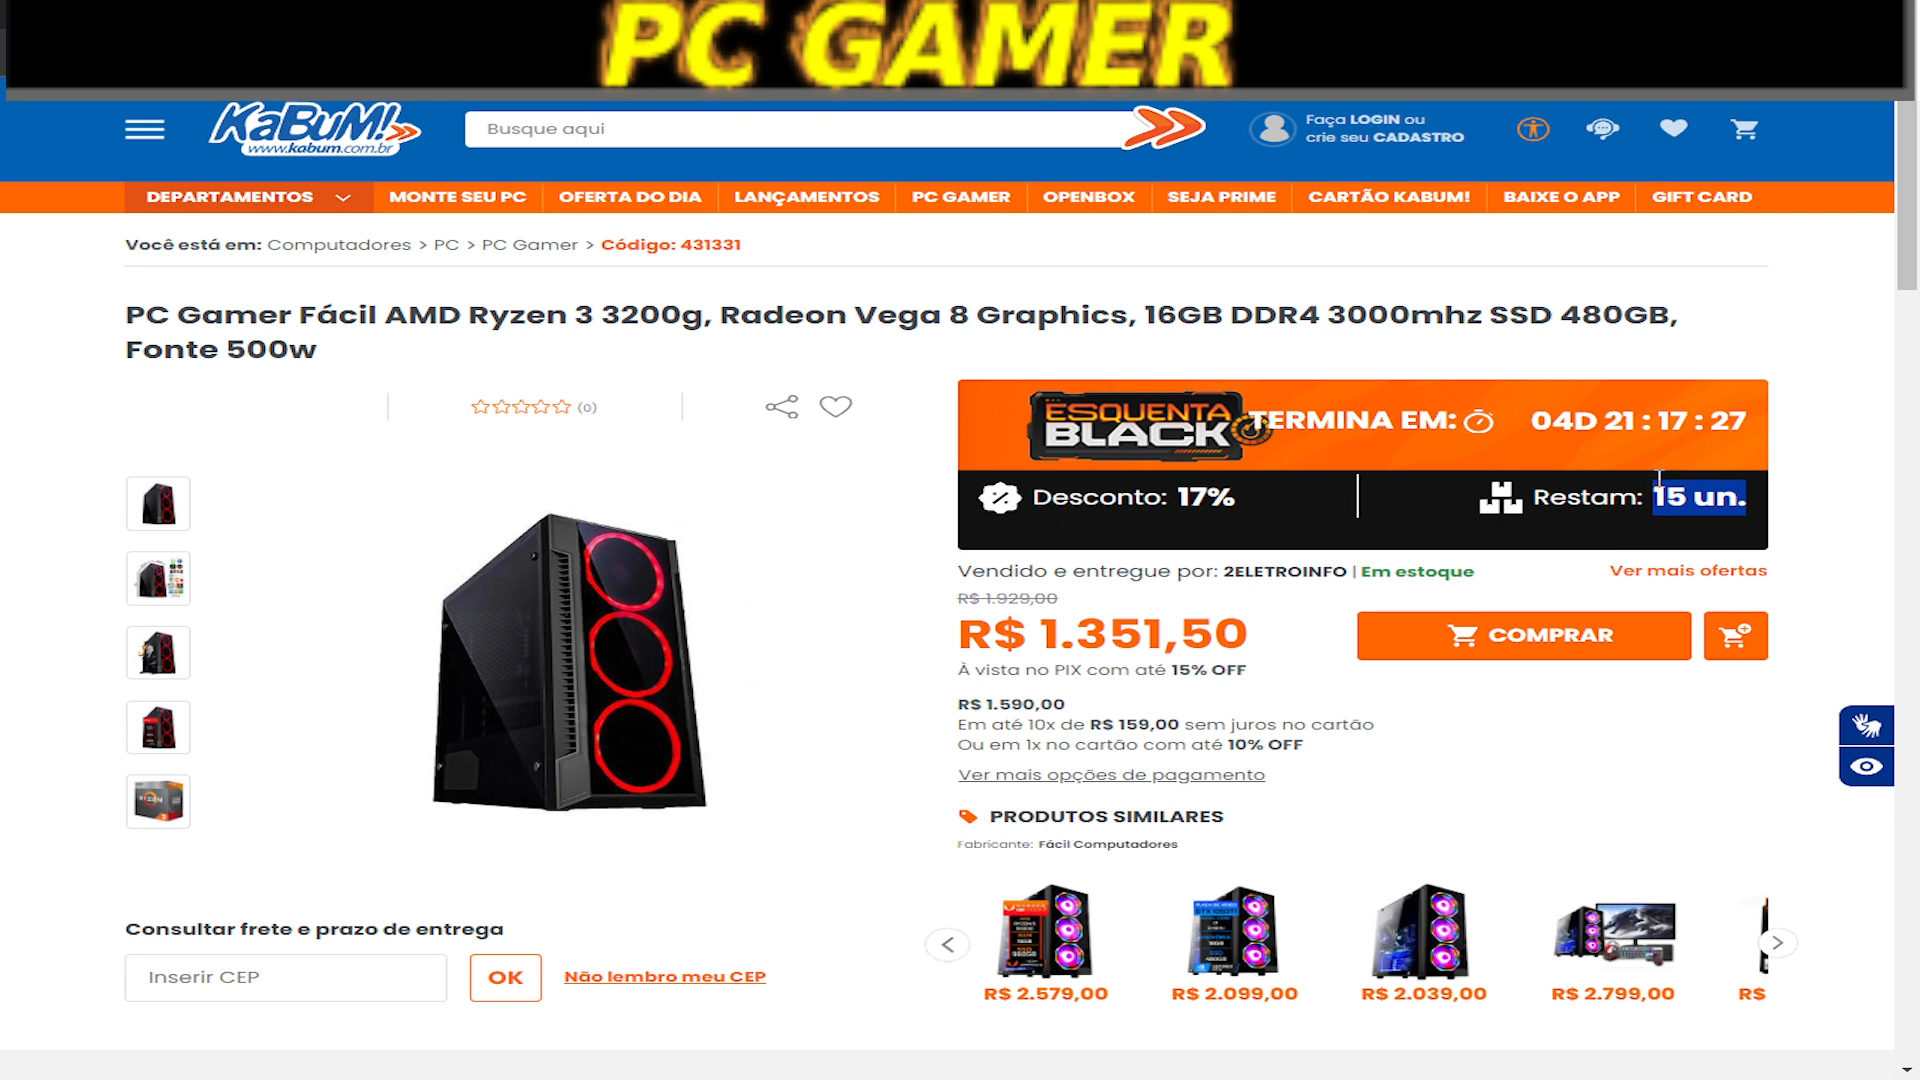 PC GAMER
KaBuM!
www.kabum.com.br
Busque aqui
Faça LOGIN ou
crie seu CADASTRO
DEPARTAMENTOS MONTE SEU PC OFERTA DO DIA LANÇAMENTOS PC GAMER OPENBOX SEJA PRIME CARTÃO KABUM! BAIXE O APP GIFT CARD
Você está em: Computadores > PC > PC Gamer > Código: 431331
PC Gamer Fácil AMD Ryzen 3 3200g, Radeon Vega 8 Graphics, 16GB DDR4 3000mhz SSD 480GB,
Fonte 500w
(0)
ESQUENTA
BLACK
TERMINA EM: 04D 21 : 17 : 27
Desconto: 17% Restam: 15 un.
Vendido e entregue por: 2ELETROINFO | Em estoque Ver mais ofertas
R$ 1.929,00
R$ 1.351,50
COMPRAR
À vista no PIX com até 15% OFF
R$ 1.590,00
Em até 10x de R$ 159,00 sem juros no cartão
Ou em 1x no cartão com até 10% OFF
Ver mais opções de pagamento
PRODUTOS SIMILARES
Fabricante: Fácil Computadores
RYZEN
Consultar frete e prazo de entrega
Inserir CEP OK Não lembro meu CEP
R$ 2.579,00 R$ 2.099,00 R$ 2.039,00 R$ 2.799,00 R$